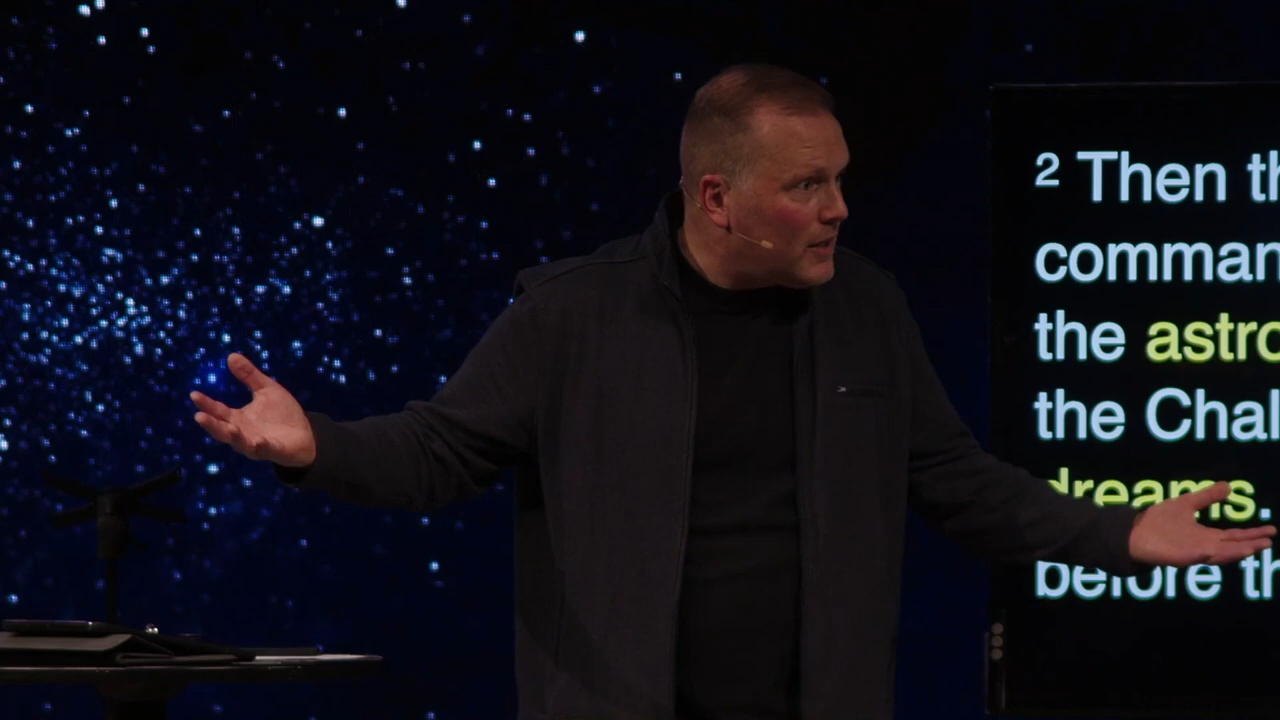 ² Then th
comman
the astro
the Chal
dreams.
before th